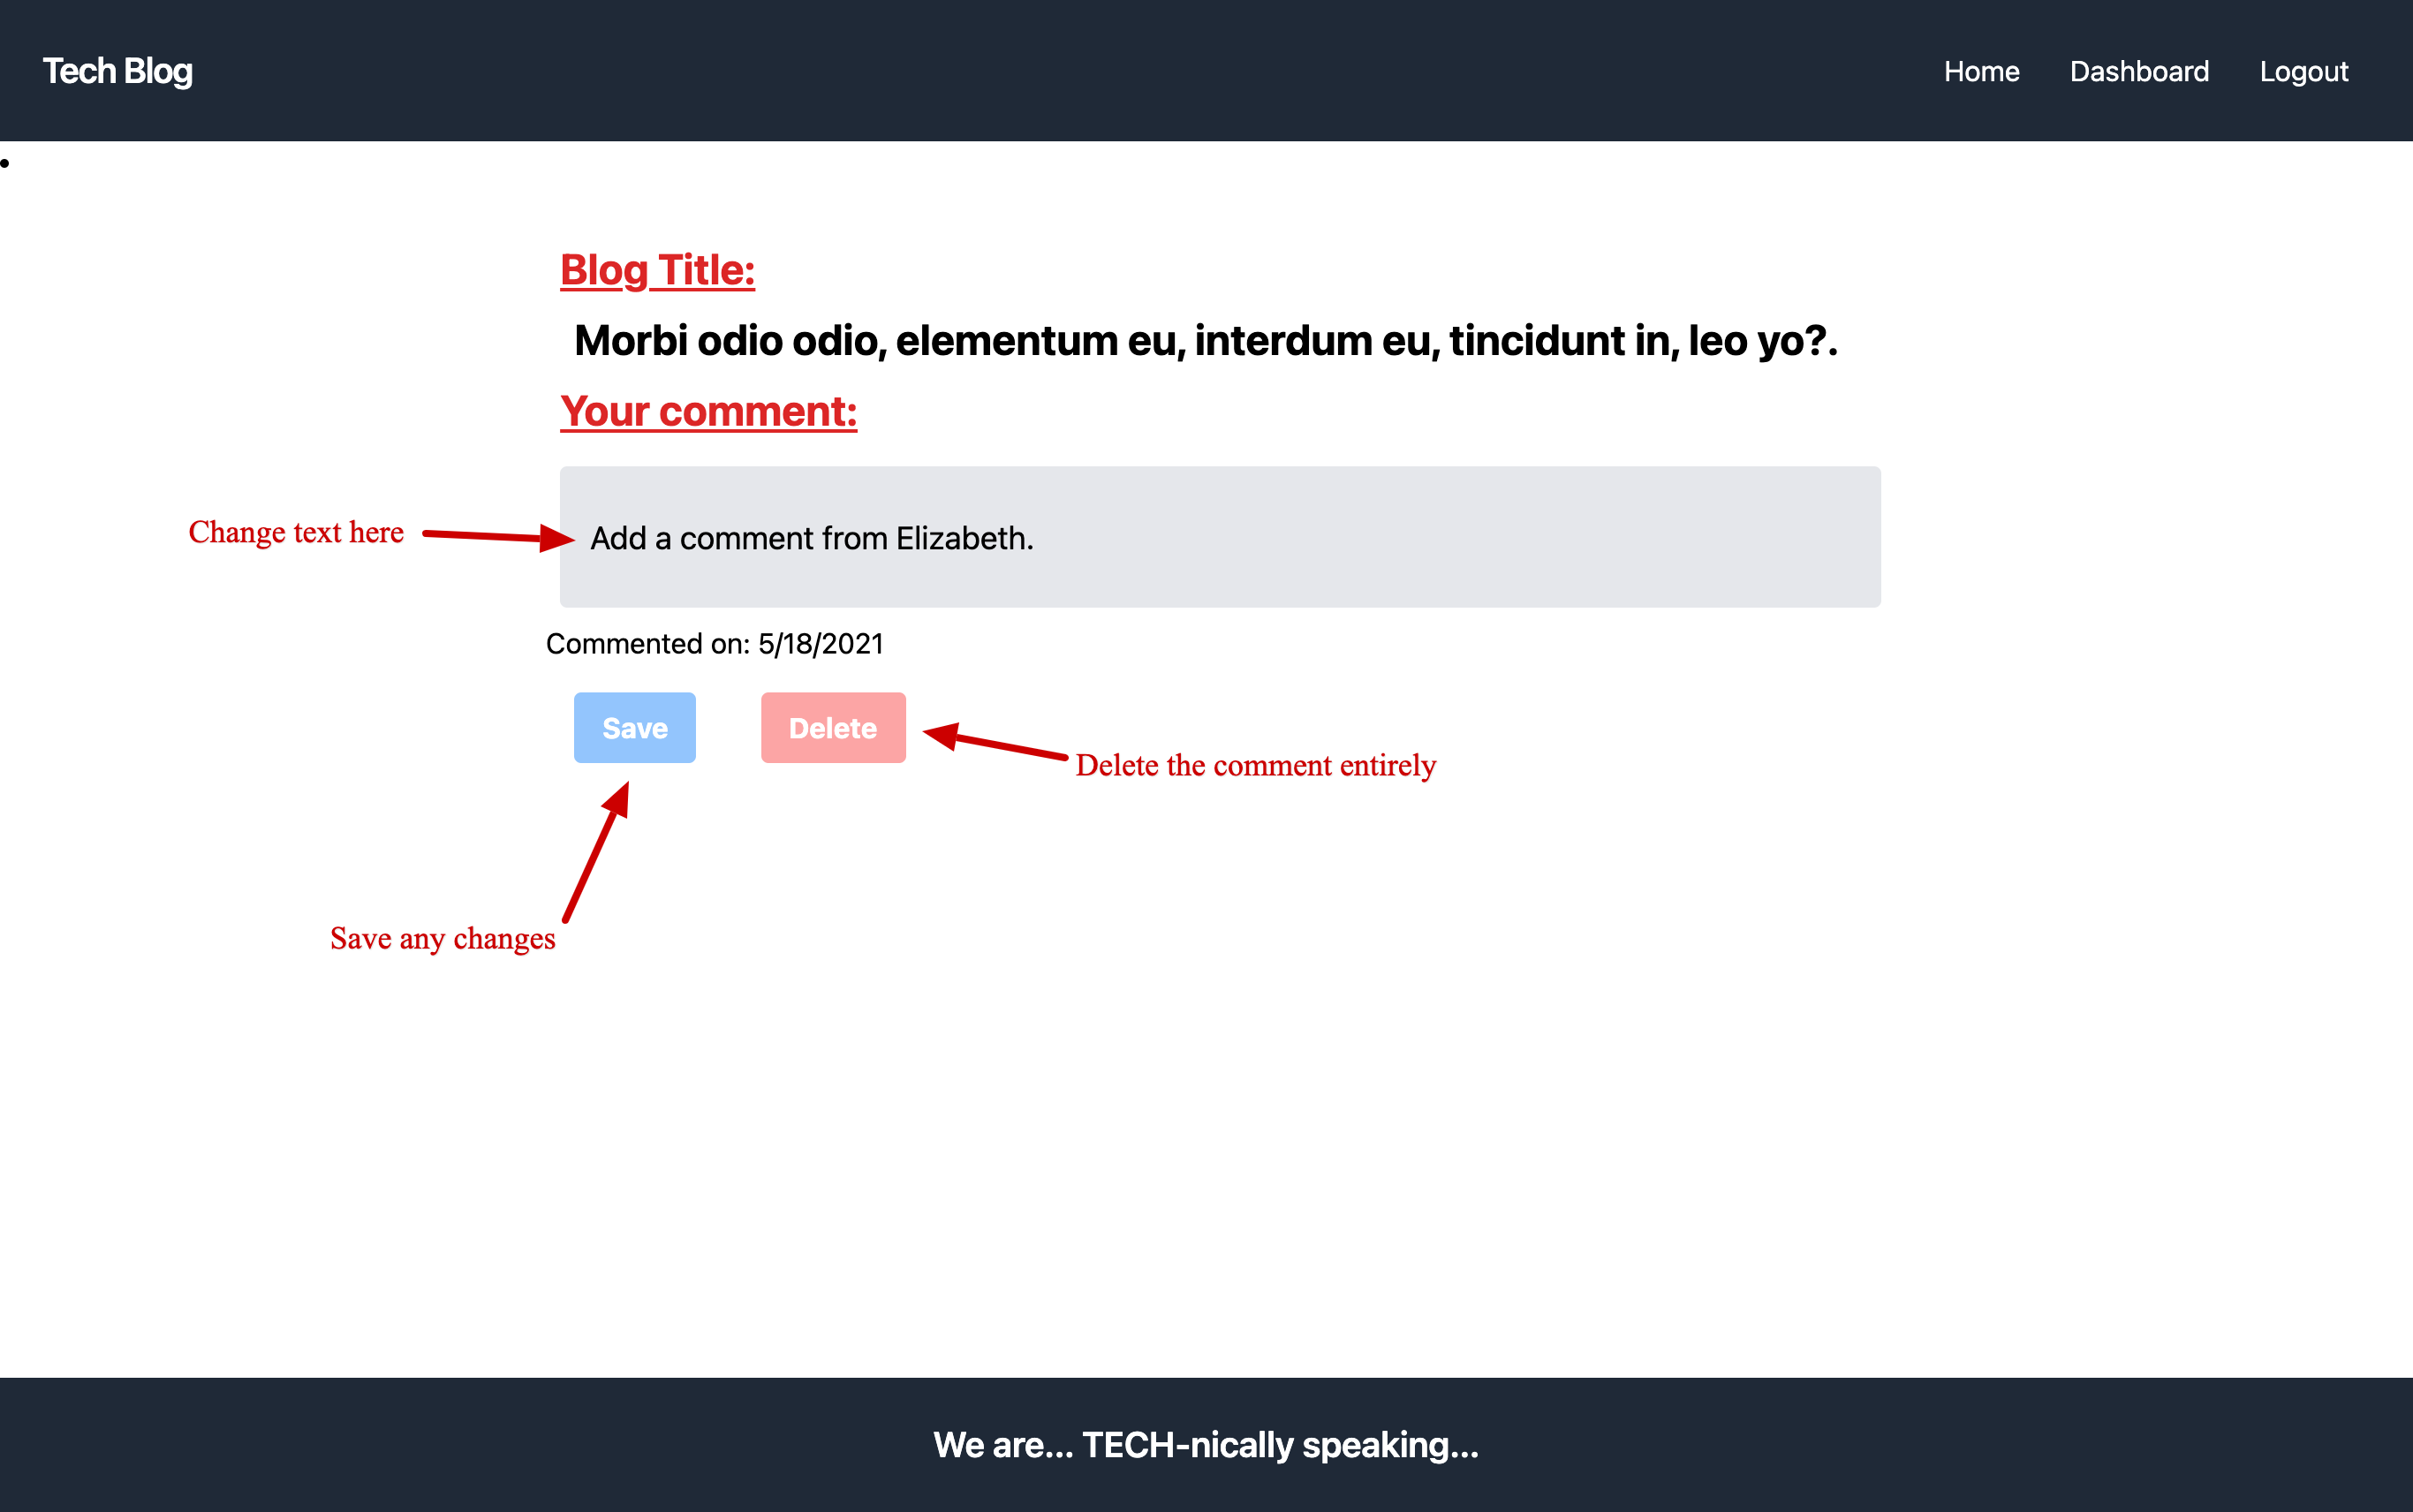 Tech Blog
Home Dashboard Logout
Blog Title:
Morbi odio odio, elementum eu, interdum eu, tincidunt in, leo yo?.
Your comment:
Change text here
Add a comment from Elizabeth.
Commented on: 5/18/2021
Save Delete
Delete the comment entirely
Save any changes
We are... TECH-nically speaking...